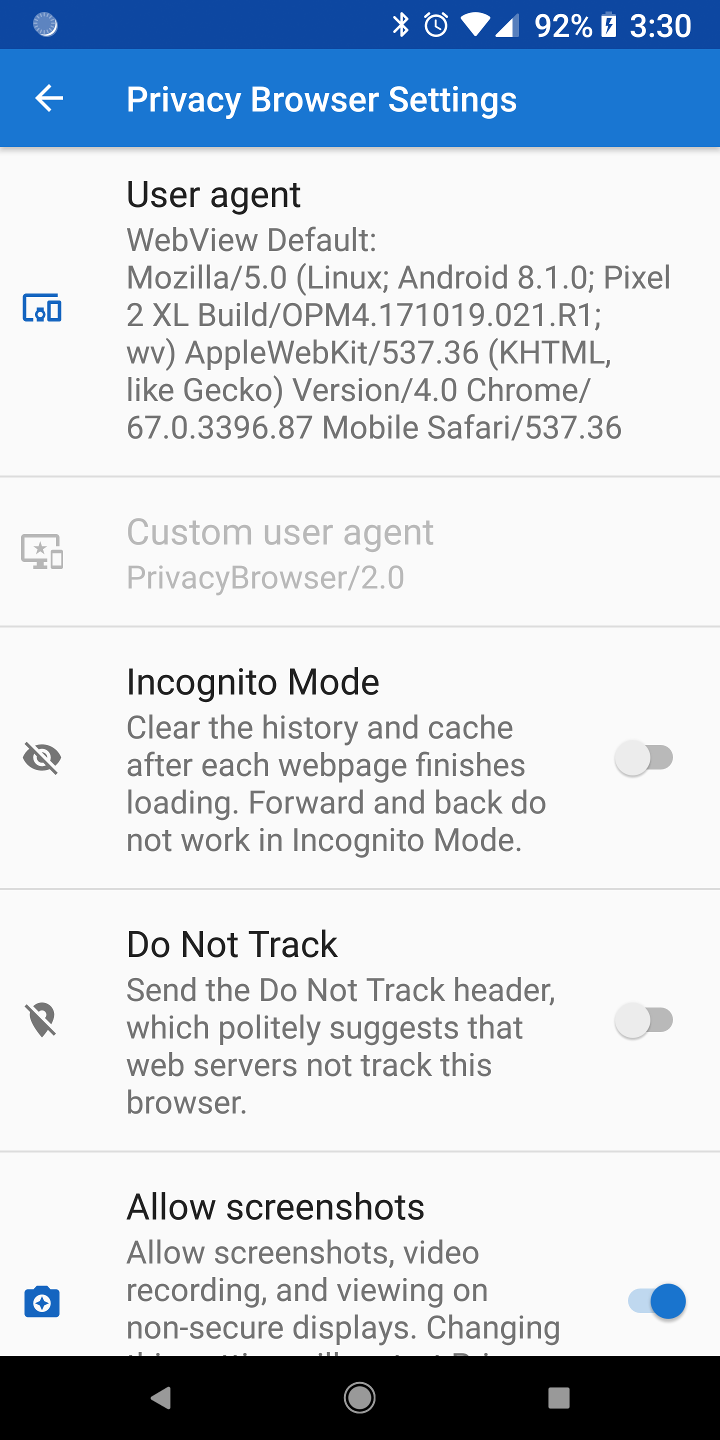 92% 3:30
Privacy Browser Settings
User agent
WebView Default:
Mozilla/5.0 (Linux; Android 8.1.0; Pixel
2 XL Build/OPM4.171019.021.R1;
wv) AppleWebKit/537.36 (KHTML,
like Gecko) Version/4.0 Chrome/
67.0.3396.87 Mobile Safari/537.36
Custom user agent
PrivacyBrowser/2.0
Incognito Mode
Clear the history and cache
after each webpage finishes
loading. Forward and back do
not work in Incognito Mode.
Do Not Track
Send the Do Not Track header,
which politely suggests that
web servers not track this
browser.
Allow screenshots
Allow screenshots, video
recording, and viewing on
non-secure displays. Changing